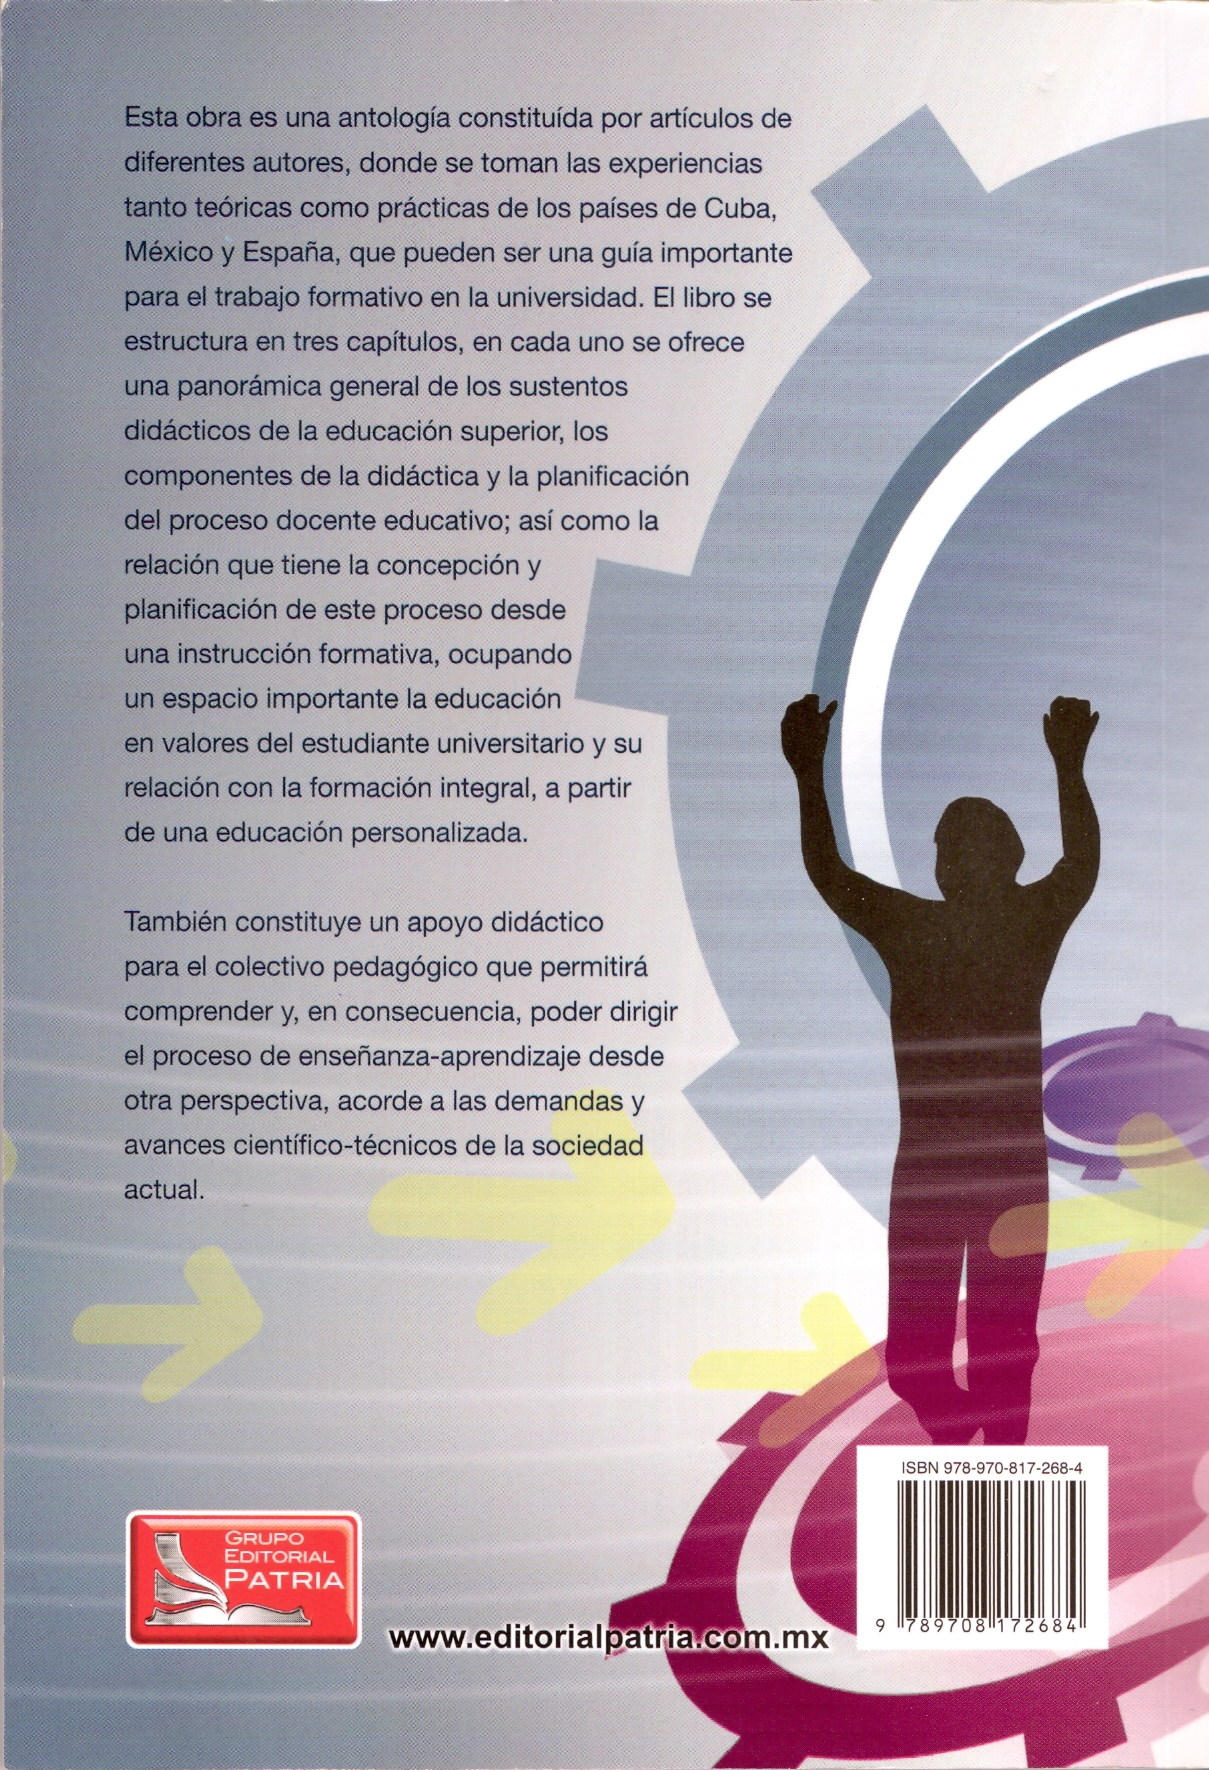 Esta obra es una antología constituída por artículos de
diferentes autores, donde se toman las experiencias
tanto teóricas como prácticas de los países de Cuba,
México y España, que pueden ser una guía importante
para el trabajo formativo en la universidad. El libro se
estructura en tres capítulos, en cada uno se ofrece
una panorámica general de los sustentos
didácticos de la educación superior, los
componentes de la didáctica y la planificación
del proceso docente educativo; así como la
relación que tiene la concepción y
planificación de este proceso desde
una instrucción formativa, ocupando
un espacio importante la educación
en valores del estudiante universitario y su
relación con la formación integral, a partir
de una educación personalizada.
También constituye un apoyo didáctico
para el colectivo pedagógico que permitirá
comprender y, en consecuencia, poder dirigir
el proceso de enseñanza-aprendizaje desde
otra perspectiva, acorde a las demandas y
avances científico-técnicos de la sociedad
actual.
ISBN 978-970-817-268-4
9 789708 172684
GRUPO
EDITORIAL
PATRIA
www.editorialpatria.com.mx